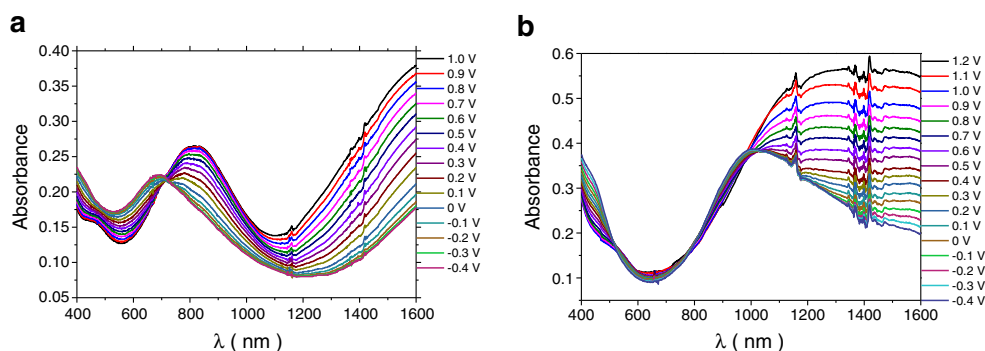 a
Absorbance
0.40
0.35
0.30
0.25
0.20
0.15
0.10
0.05
400 600 800 1000 1200 1400 1600
λ ( nm )
1.0 V
0.9 V
0.8 V
0.7 V
0.6 V
0.5 V
0.4 V
0.3 V
0.2 V
0.1 V
0 V
-0.1 V
-0.2 V
-0.3 V
-0.4 V
b
Absorbance
0.6
0.5
0.4
0.3
0.2
0.1
400 600 800 1000 1200 1400 1600
λ ( nm )
1.2 V
1.1 V
1.0 V
0.9 V
0.8 V
0.7 V
0.6 V
0.5 V
0.4 V
0.3 V
0.2 V
0.1 V
0 V
-0.1 V
-0.2 V
-0.3 V
-0.4 V